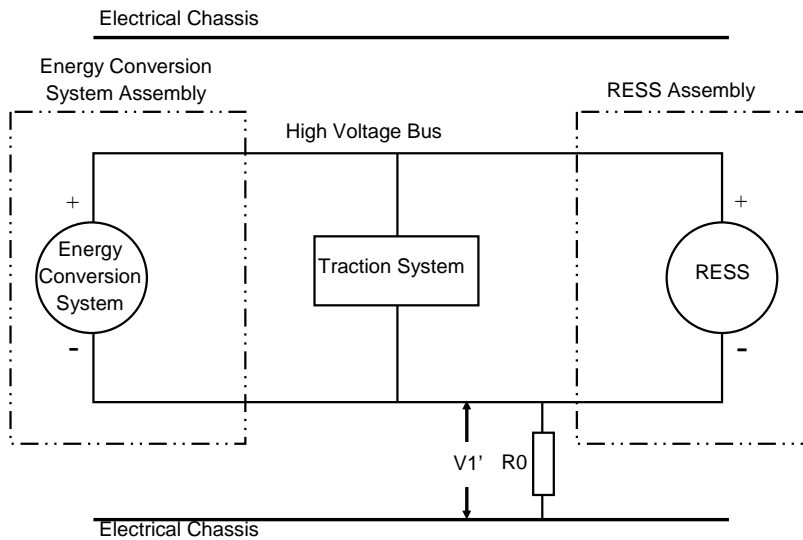 Electrical Chassis
Energy Conversion
System Assembly
RESS Assembly
High Voltage Bus
+
+
Energy
Conversion
System
Traction System
RESS
-
-
V1’
R0
Electrical Chassis